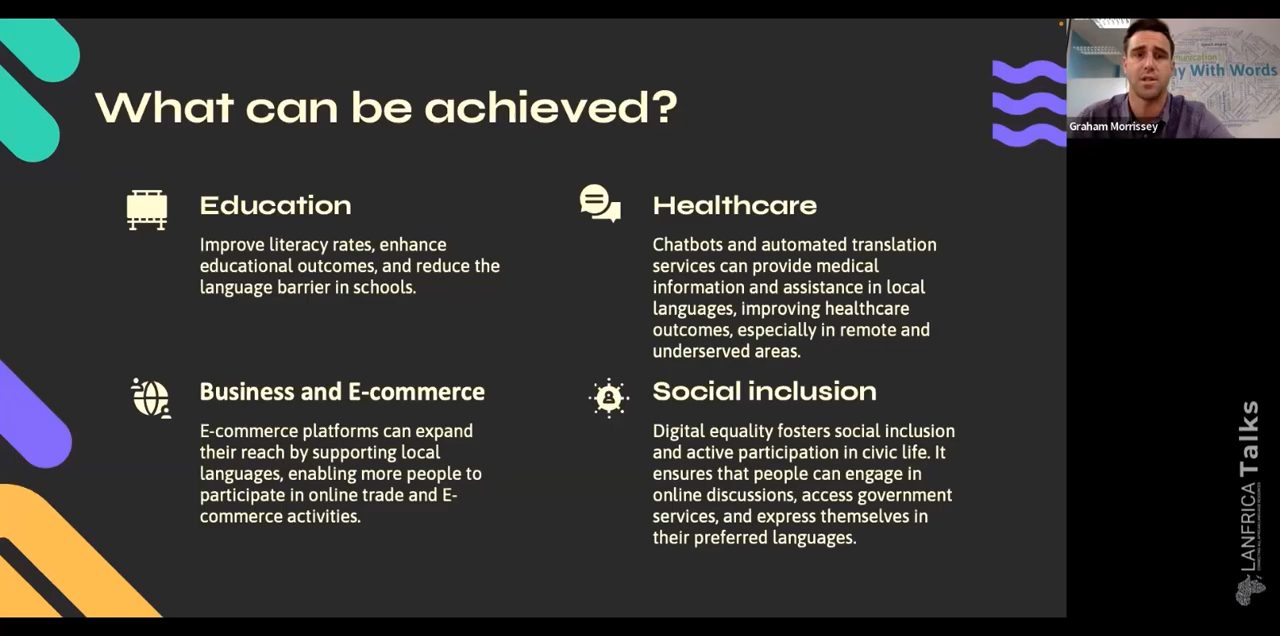 What can be achieved?
Education
Improve literacy rates, enhance
educational outcomes, and reduce the
language barrier in schools.
Healthcare
Chatbots and automated translation
services can provide medical
information and assistance in local
languages, improving healthcare
outcomes, especially in remote and
underserved areas.
Business and E-commerce
E-commerce platforms can expand
their reach by supporting local
languages, enabling more people to
participate in online trade and E-
commerce activities.
Social inclusion
Digital equality fosters social inclusion
and active participation in civic life. It
ensures that people can engage in
online discussions, access government
services, and express themselves in
their preferred languages.
With Words
Graham Morrissey
LANFRICA Talks